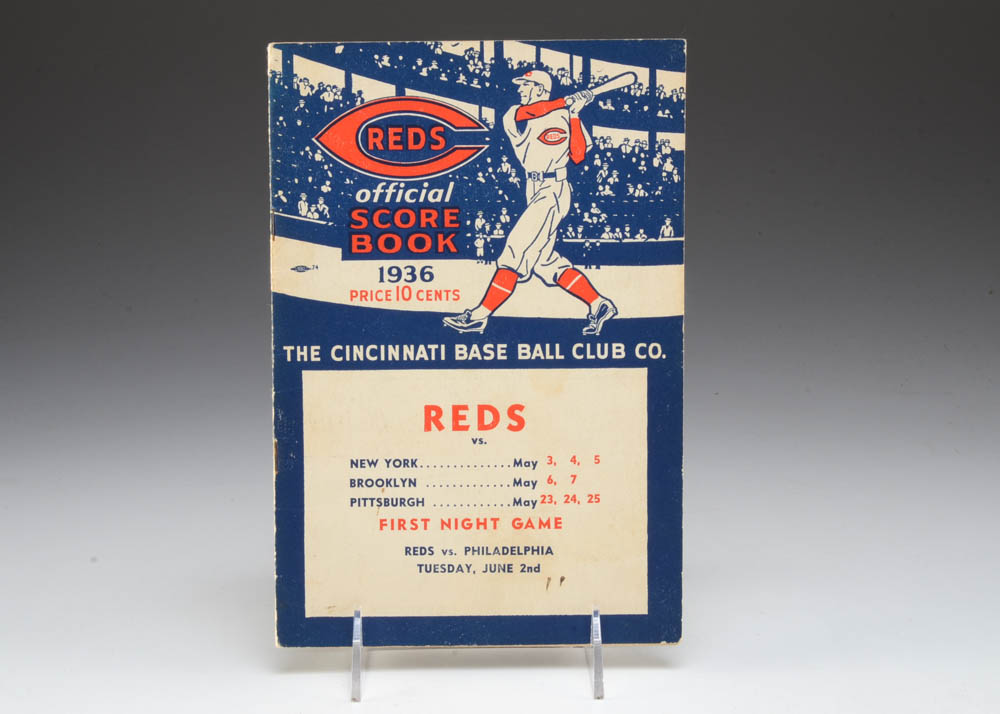 REDS
official
SCORE
BOOK
1936
PRICE 10 CENTS
74
REDS
THE CINCINNATI BASE BALL CLUB CO.
REDS
vs.
NEW YORK..............May 3, 4, 5
BROOKLYN .............May 6, 7
PITTSBURGH ............May 23, 24, 25
FIRST NIGHT GAME
REDS vs. PHILADELPHIA
TUESDAY, JUNE 2nd